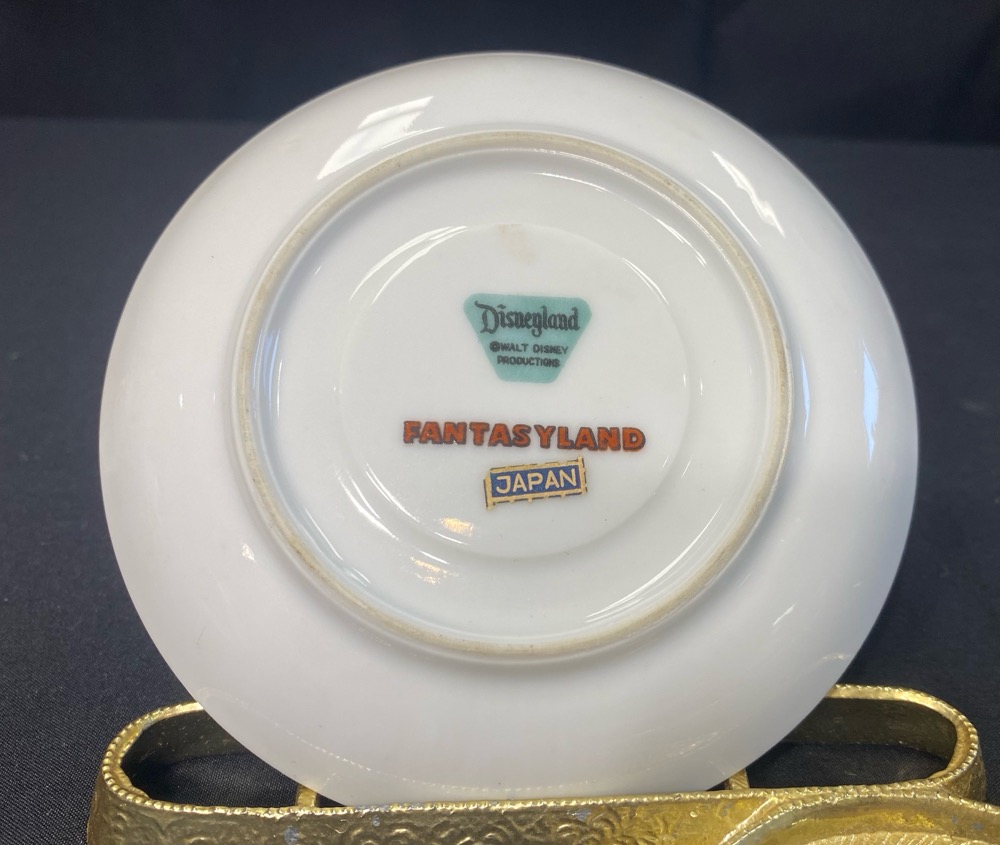 Disneyland
©WALT DISNEY
PRODUCTIONS
FANTASYLAND
JAPAN